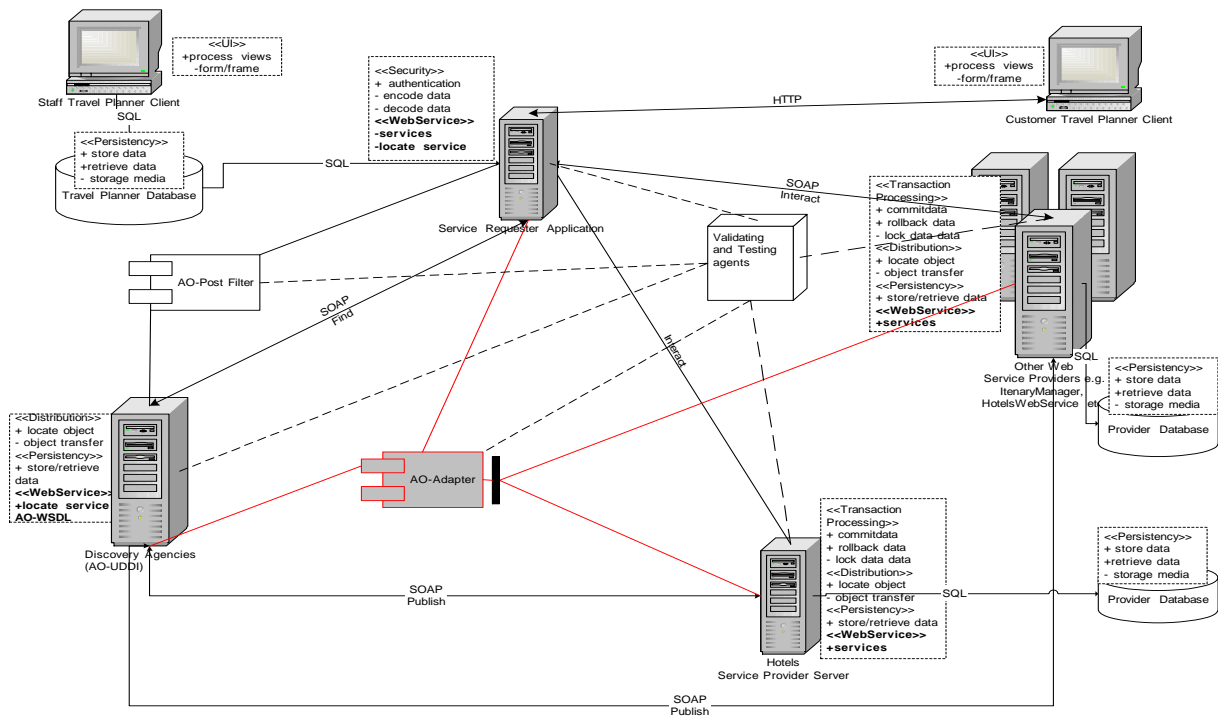 <<UI>>
+process views
-form/frame
Staff Travel Planner Client
SQL
<<Persistency>>
+ store data
+retrieve data
- storage media
Travel Planner Database
SQL
<<Security>>
+ authentication
- encode data
- decode data
<<WebService>>
-services
-locate service
Service Requester Application
HTTP
<<UI>>
+process views
-form/frame
Customer Travel Planner Client
SOAP
Interact
<<Transaction
Processing>>
+ commitdata
+ rollback data
- lock data data
<<Distribution>>
+ locate object
- object transfer
<<Persistency>>
+ store/retrieve data
<<WebService>>
+services
Validating
and Testing
agents
AO-Post Filter
SOAP
Find
Interact
Other Web
Service Providers e.g.
ItenaryManager,
HotelsWebService etc
SQL
<<Persistency>>
+ store data
+retrieve data
- storage media
Provider Database
<<Distribution>>
+ locate object
- object transfer
<<Persistency>>
+ store/retrieve
data
<<WebService>>
+locate service
AO-WSDL
Discovery Agencies
(AO-UDDI)
AO-Adapter
<<Transaction
Processing>>
+ commitdata
+ rollback data
- lock data data
<<Distribution>>
+ locate object
- object transfer
<<Persistency>>
+ store/retrieve data
<<WebService>>
+services
Hotels
Service Provider Server
SQL
<<Persistency>>
+ store data
+retrieve data
- storage media
Provider Database
SOAP
Publish
SOAP
Publish